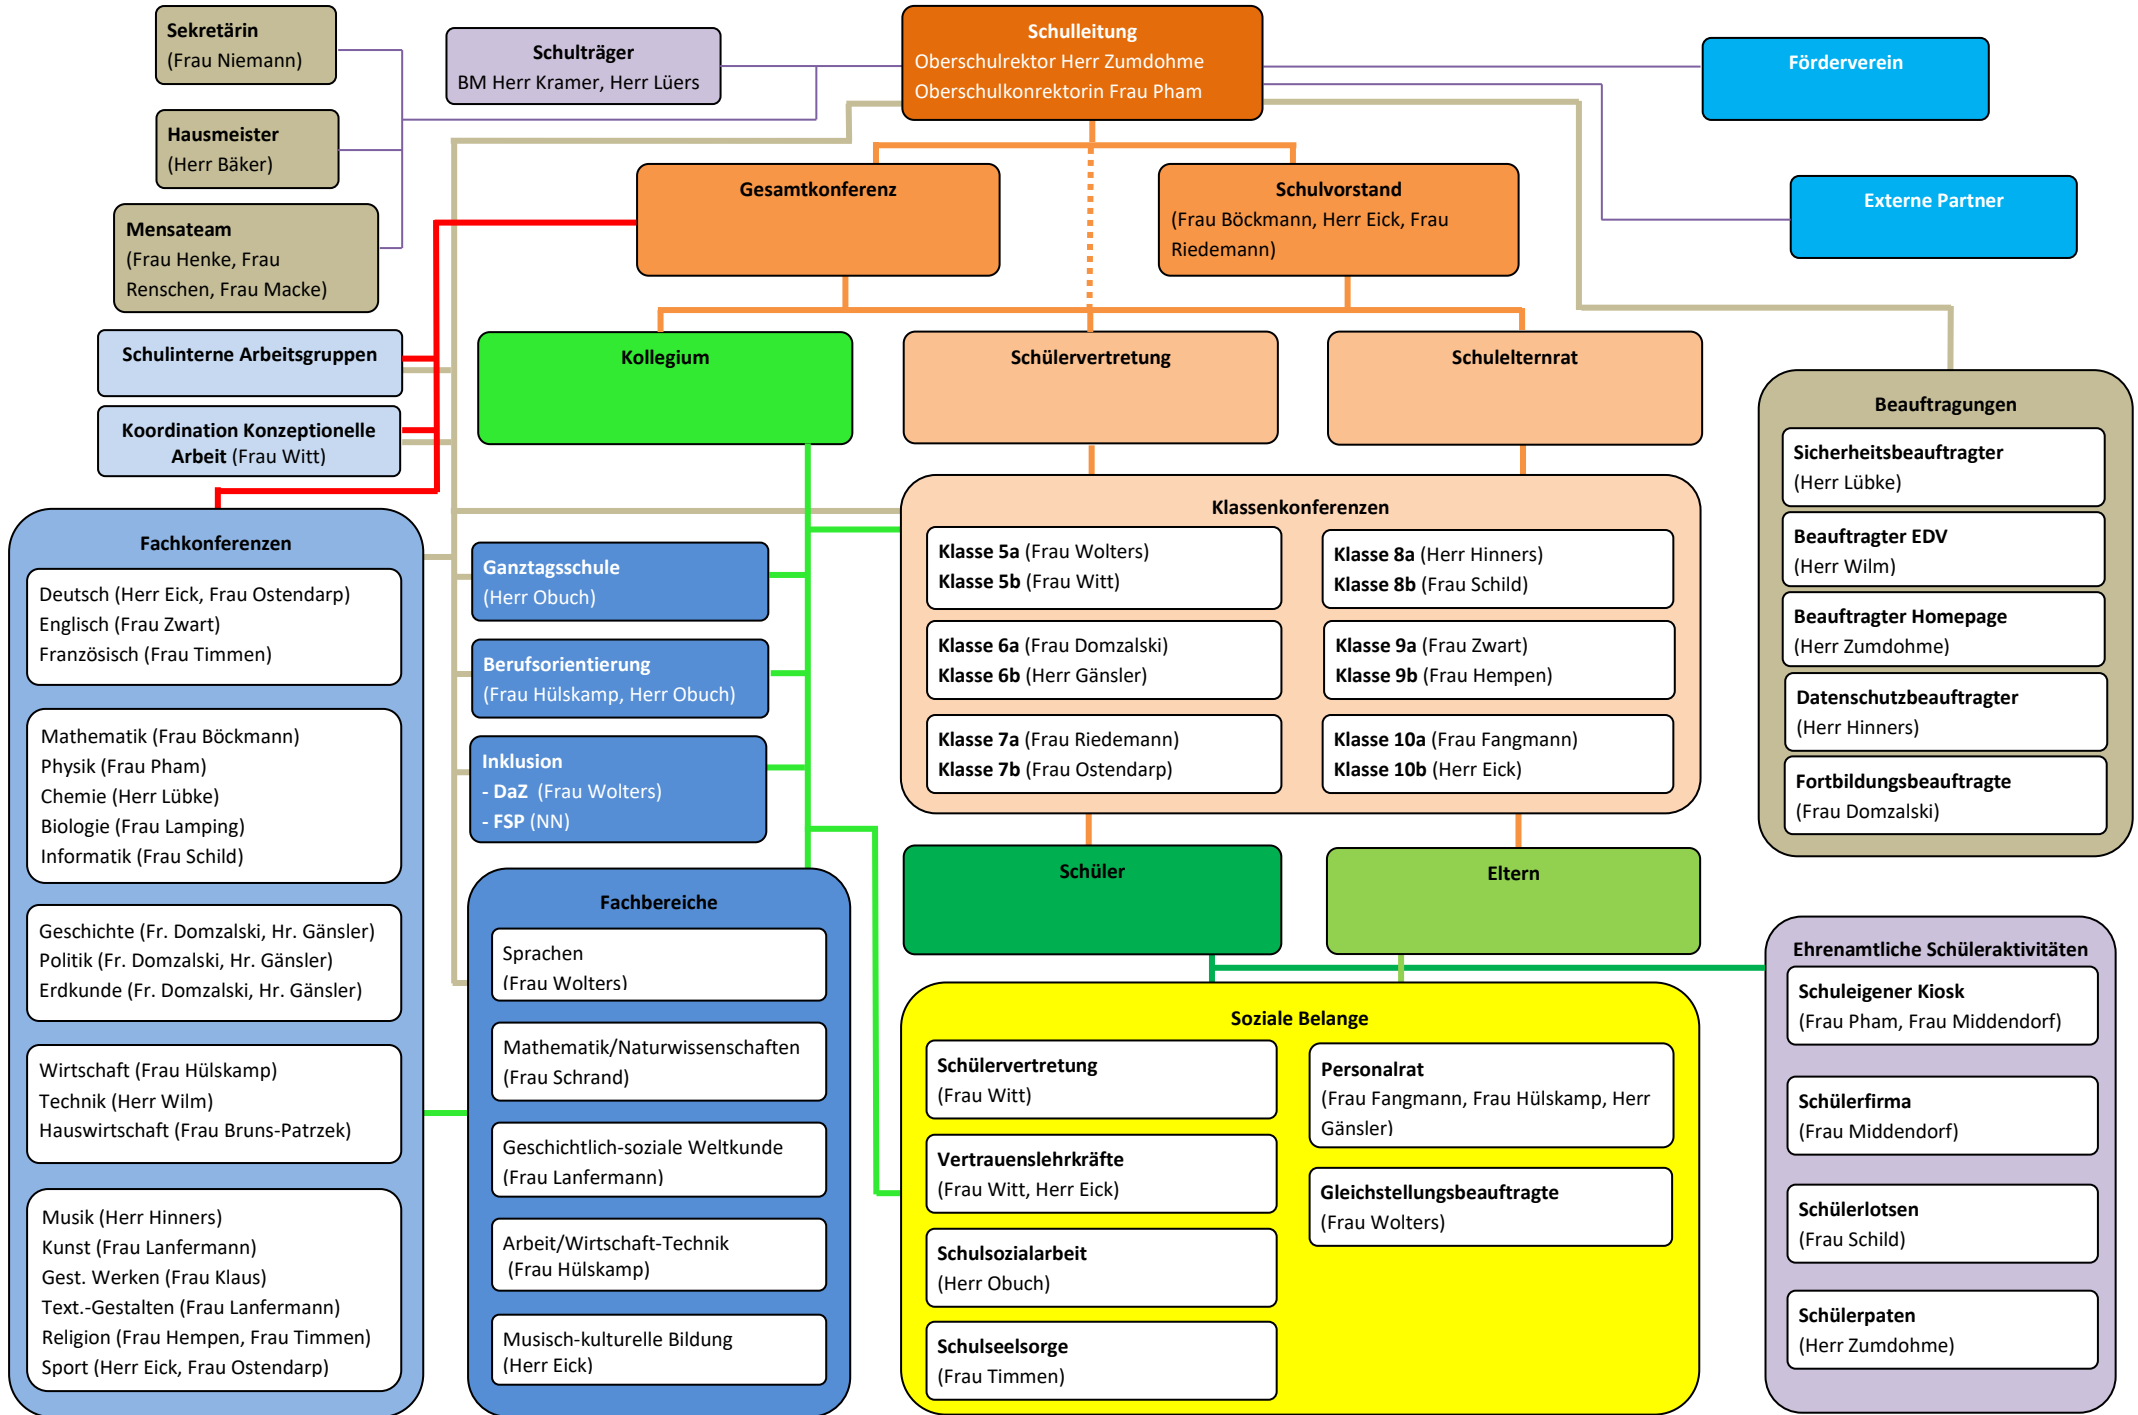 Sekretärin
(Frau Niemann)
Schulträger
BM Herr Kramer, Herr Lüers
Schulleitung
Oberschulrektor Herr Zumdohme
Oberschulkonrektorin Frau Pham
Förderverein
Hausmeister
(Herr Bäker)
Mensateam
(Frau Henke, Frau
Renschen, Frau Macke)
Gesamtkonferenz
Schulvorstand
(Frau Böckmann, Herr Eick, Frau
Riedemann)
Externe Partner
Schulinterne Arbeitsgruppen
Koordination Konzeptionelle
Arbeit (Frau Witt)
Kollegium
Schülervertretung
Schulelternrat
Fachkonferenzen
Deutsch (Herr Eick, Frau Ostendarp)
Englisch (Frau Zwart)
Französisch (Frau Timmen)
Mathematik (Frau Böckmann)
Physik (Frau Pham)
Chemie (Herr Lübke)
Biologie (Frau Lamping)
Informatik (Frau Schild)
Geschichte (Fr. Domzalski, Hr. Gänsler)
Politik (Fr. Domzalski, Hr. Gänsler)
Erdkunde (Fr. Domzalski, Hr. Gänsler)
Wirtschaft (Frau Hülskamp)
Technik (Herr Wilm)
Hauswirtschaft (Frau Bruns-Patrzek)
Musik (Herr Hinners)
Kunst (Frau Lanfermann)
Gest. Werken (Frau Klaus)
Text.-Gestalten (Frau Lanfermann)
Religion (Frau Hempen, Frau Timmen)
Sport (Herr Eick, Frau Ostendarp)
Ganztagsschule
(Herr Obuch)
Berufsorientierung
(Frau Hülskamp, Herr Obuch)
Inklusion
- DaZ (Frau Wolters)
- FSP (NN)
Fachbereiche
Sprachen
(Frau Wolters)
Mathematik/Naturwissenschaften
(Frau Schrand)
Geschichtlich-soziale Weltkunde
(Frau Lanfermann)
Arbeit/Wirtschaft-Technik
(Frau Hülskamp)
Musisch-kulturelle Bildung
(Herr Eick)
Klassenkonferenzen
Klasse 5a (Frau Wolters)
Klasse 5b (Frau Witt)
Klasse 6a (Frau Domzalski)
Klasse 6b (Herr Gänsler)
Klasse 7a (Frau Riedemann)
Klasse 7b (Frau Ostendarp)
Klasse 8a (Herr Hinners)
Klasse 8b (Frau Schild)
Klasse 9a (Frau Zwart)
Klasse 9b (Frau Hempen)
Klasse 10a (Frau Fangmann)
Klasse 10b (Herr Eick)
Schüler
Eltern
Soziale Belange
Schülervertretung
(Frau Witt)
Vertrauenslehrkräfte
(Frau Witt, Herr Eick)
Schulsozialarbeit
(Herr Obuch)
Schulseelsorge
(Frau Timmen)
Personalrat
(Frau Fangmann, Frau Hülskamp, Herr
Gänsler)
Gleichstellungsbeauftragte
(Frau Wolters)
Beauftragungen
Sicherheitsbeauftragter
(Herr Lübke)
Beauftragter EDV
(Herr Wilm)
Beauftragter Homepage
(Herr Zumdohme)
Datenschutzbeauftragter
(Herr Hinners)
Fortbildungsbeauftragte
(Frau Domzalski)
Ehrenamtliche Schüleraktivitäten
Schuleigener Kiosk
(Frau Pham, Frau Middendorf)
Schülerfirma
(Frau Middendorf)
Schülerlotsen
(Frau Schild)
Schülerpaten
(Herr Zumdohme)